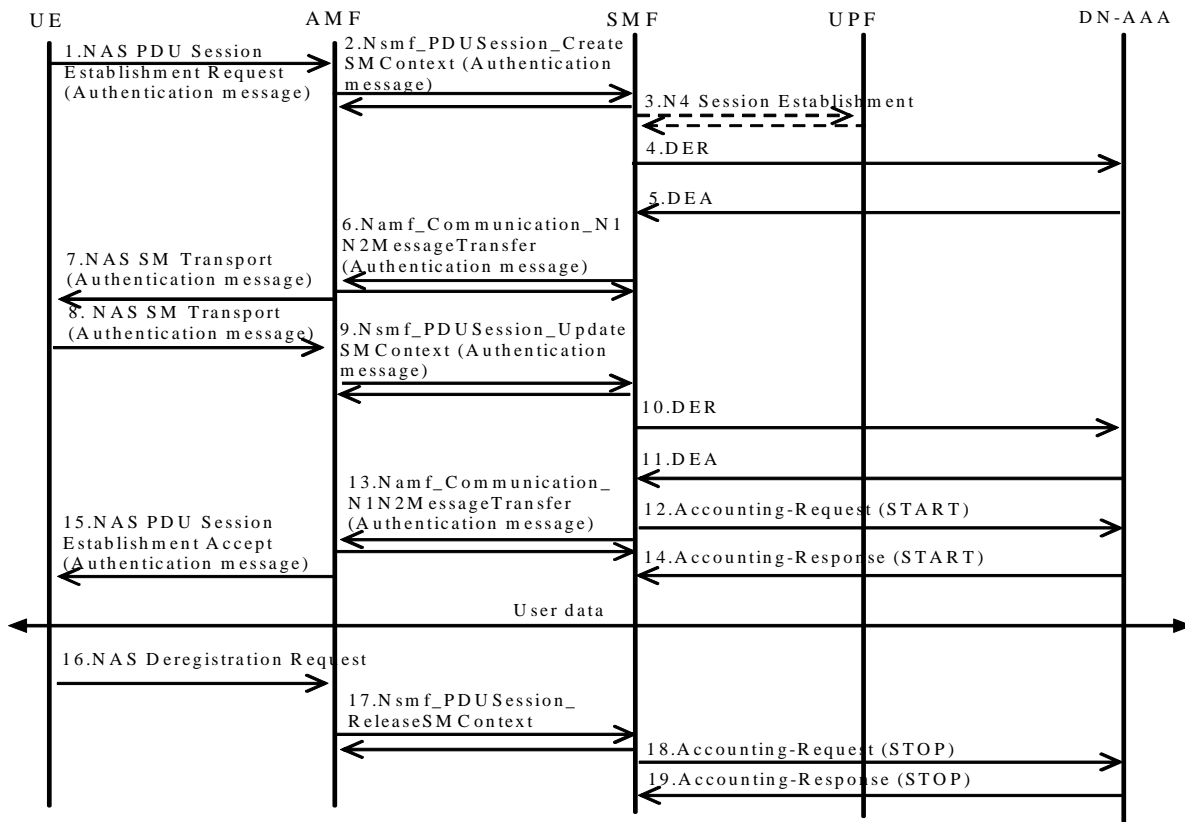 UE AMF SMF UPF DN-AAA
1.NAS PDU Session
Establishment Request
(Authentication message)
2.Nsmf_PDUSession_Create
SMContext (Authentication
message)
3.N4 Session Establishment
4.DER
5.DEA
6.Namf_Communication_N1
N2MessageTransfer
(Authentication message)
7.NAS SM Transport
(Authentication message)
8. NAS SM Transport
(Authentication message)
9.Nsmf_PDUSession_Update
SMContext (Authentication
message)
10.DER
11.DEA
13.Namf_Communication_
N1N2MessageTransfer
(Authentication message)
12.Accounting-Request (START)
15.NAS PDU Session
Establishment Accept
(Authentication message)
14.Accounting-Response (START)
User data
16.NAS Deregistration Request
17.Nsmf_PDUSession_
ReleaseSMContext
18.Accounting-Request (STOP)
19.Accounting-Response (STOP)